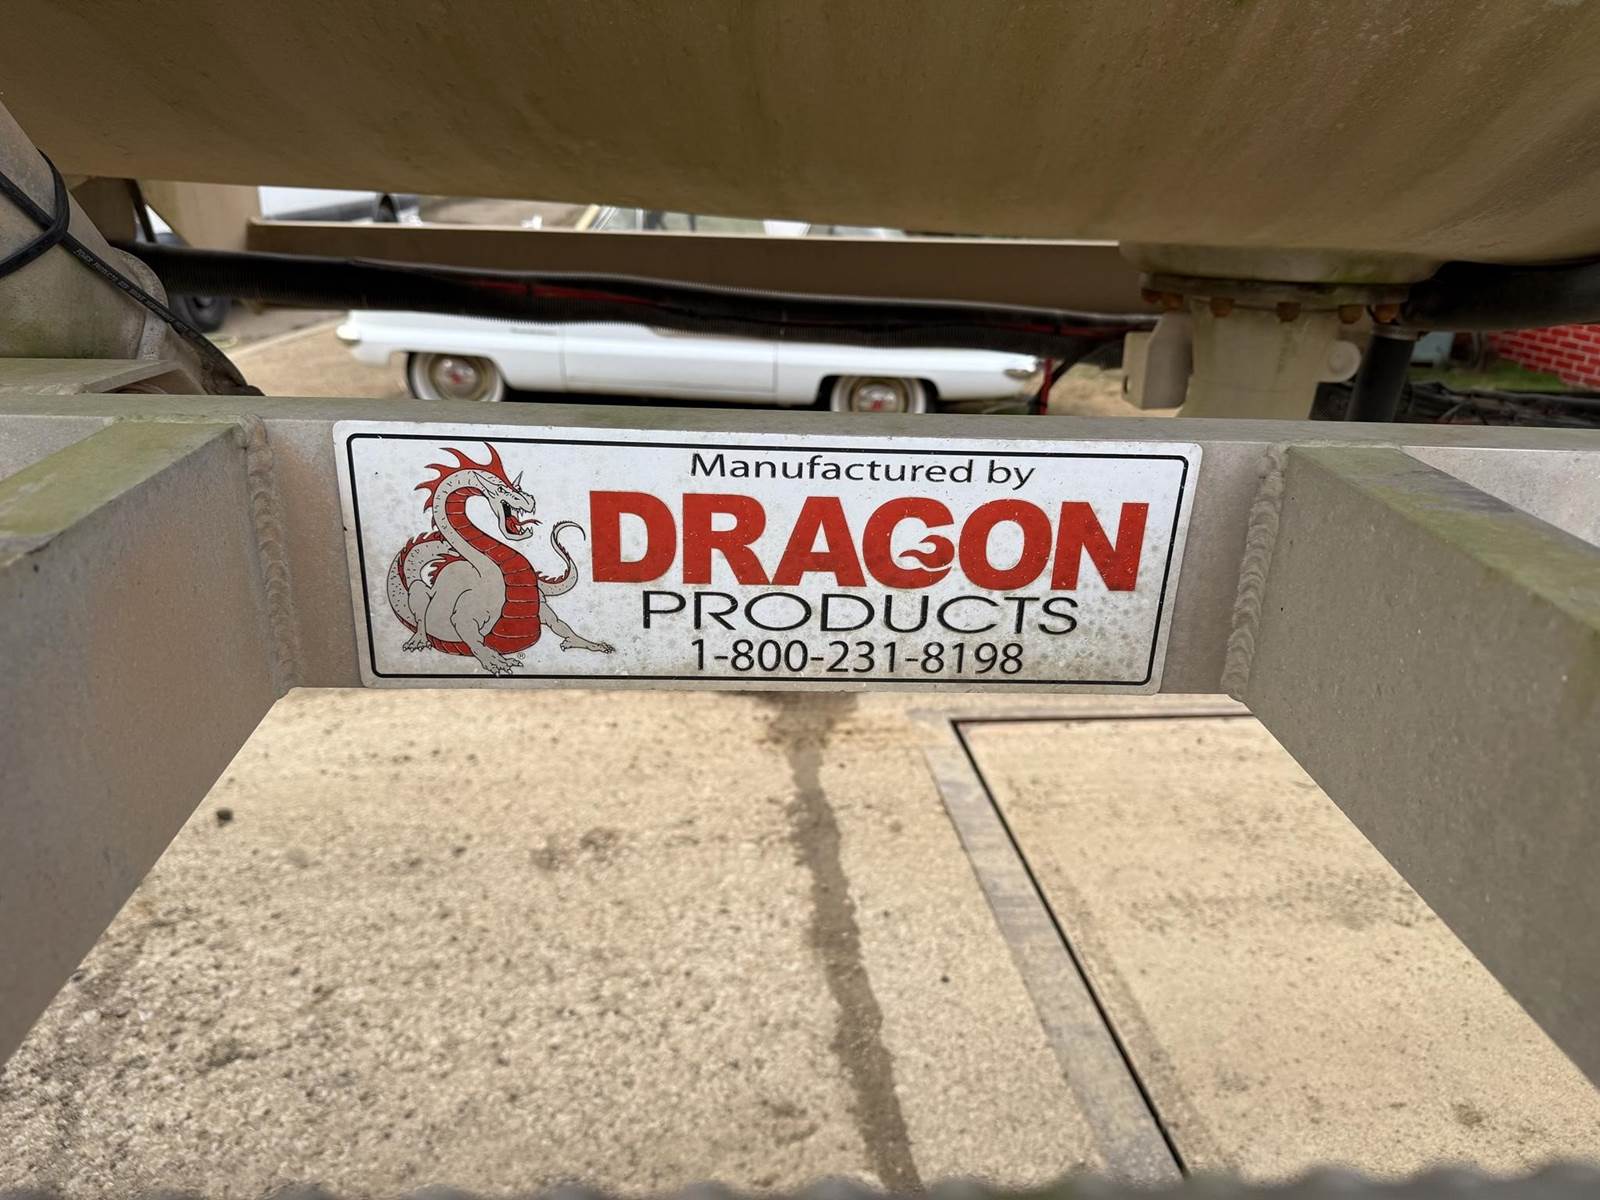 Manufactured by
DRAGON
PRODUCTS
1-800-231-8198
®